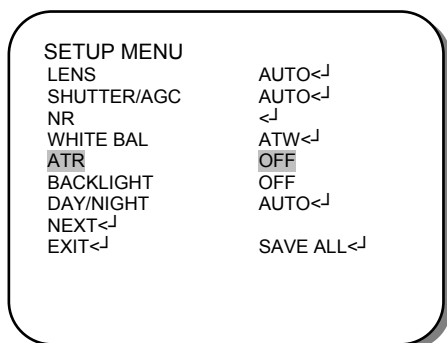 SETUP MENU
LENS AUTO<┘
SHUTTER/AGC AUTO<┘
NR <┘
WHITE BAL ATW<┘
ATR OFF
BACKLIGHT OFF
DAY/NIGHT AUTO<┘
NEXT<┘
EXIT<┘ SAVE ALL<┘